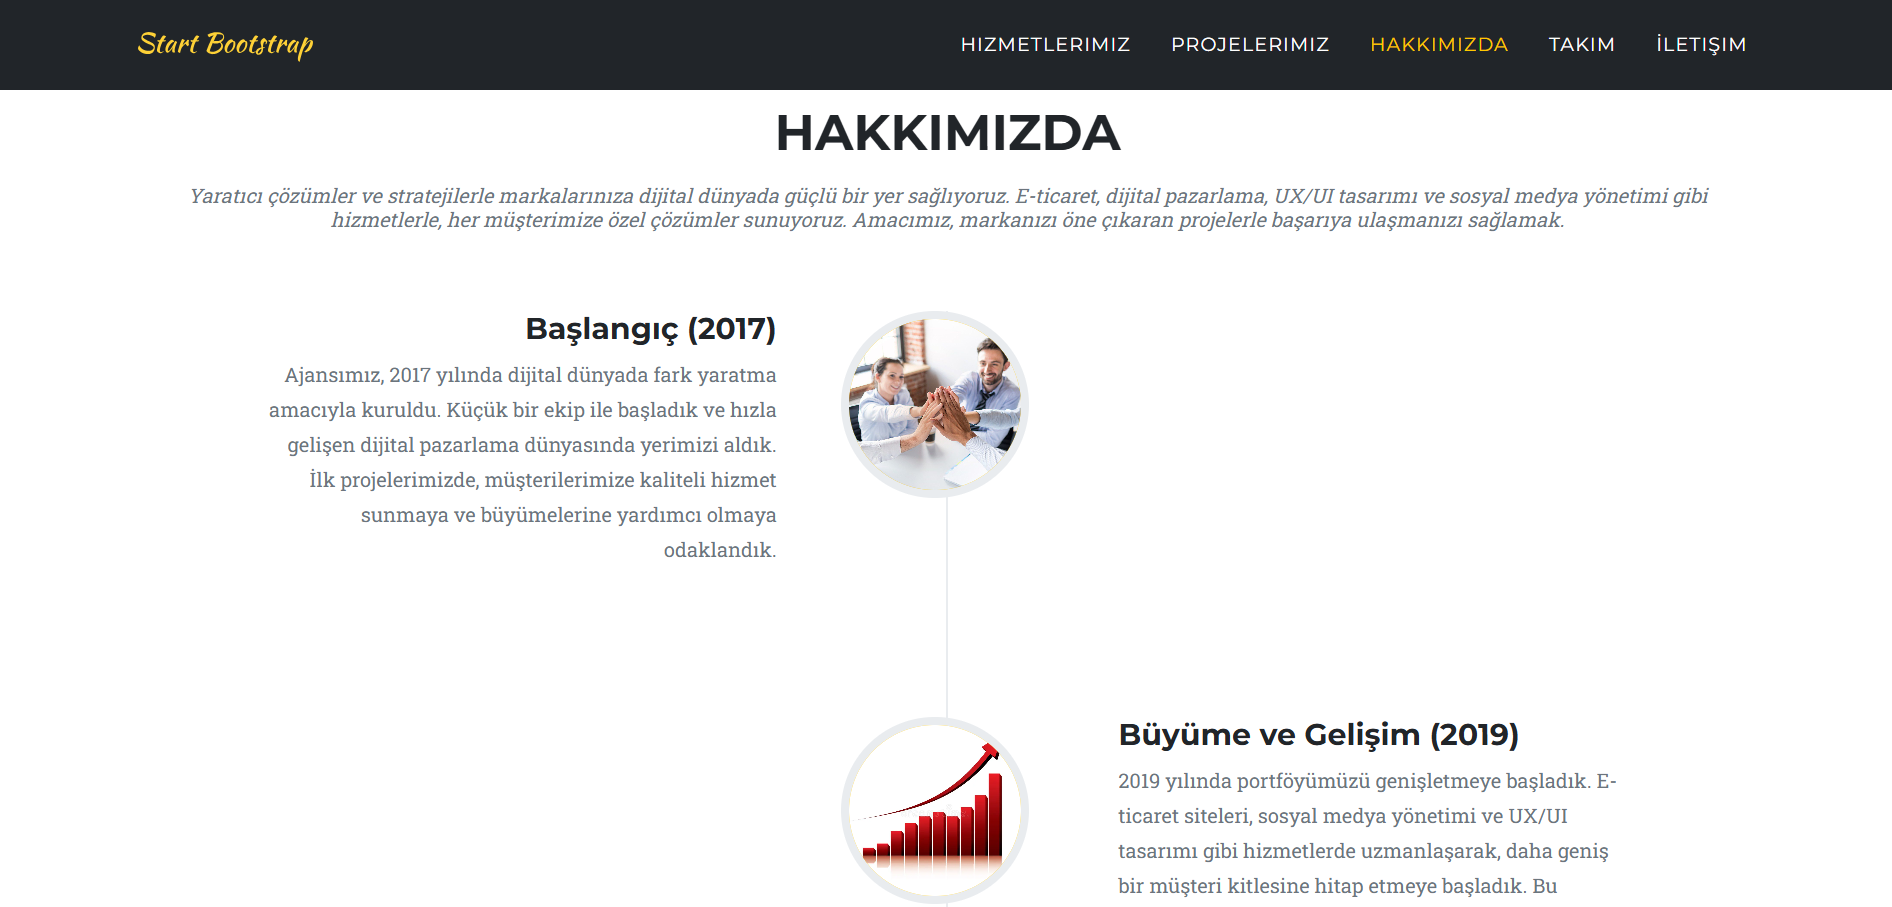 Start Bootstrap
HIZMETLERIMIZ
PROJELERIMIZ
HAKKIMIZDA
TAKIM
İLETIŞIM
HAKKIMIZDA
Yaratıcı çözümler ve stratejilerle markalarınıza dijital dünyada güçlü bir yer sağlıyoruz. E-ticaret, dijital pazarlama, UX/UI tasarımı ve sosyal medya yönetimi gibi
hizmetlerle, her müşterimize özel çözümler sunuyoruz. Amacımız, markanızı öne çıkaran projelerle başarıya ulaşmanızı sağlamak.
Başlangıç (2017)
Ajansımız, 2017 yılında dijital dünyada fark yaratma
amacıyla kuruldu. Küçük bir ekip ile başladık ve hızla
gelişen dijital pazarlama dünyasında yerimizi aldık.
İlk projelerimizde, müşterilerimize kaliteli hizmet
sunmaya ve büyümelerine yardımcı olmaya
odaklandık.
Büyüme ve Gelişim (2019)
2019 yılında portföyümüzü genişletmeye başladık. E-
ticaret siteleri, sosyal medya yönetimi ve UX/UI
tasarımı gibi hizmetlerde uzmanlaşarak, daha geniş
bir müşteri kitlesine hitap etmeye başladık. Bu